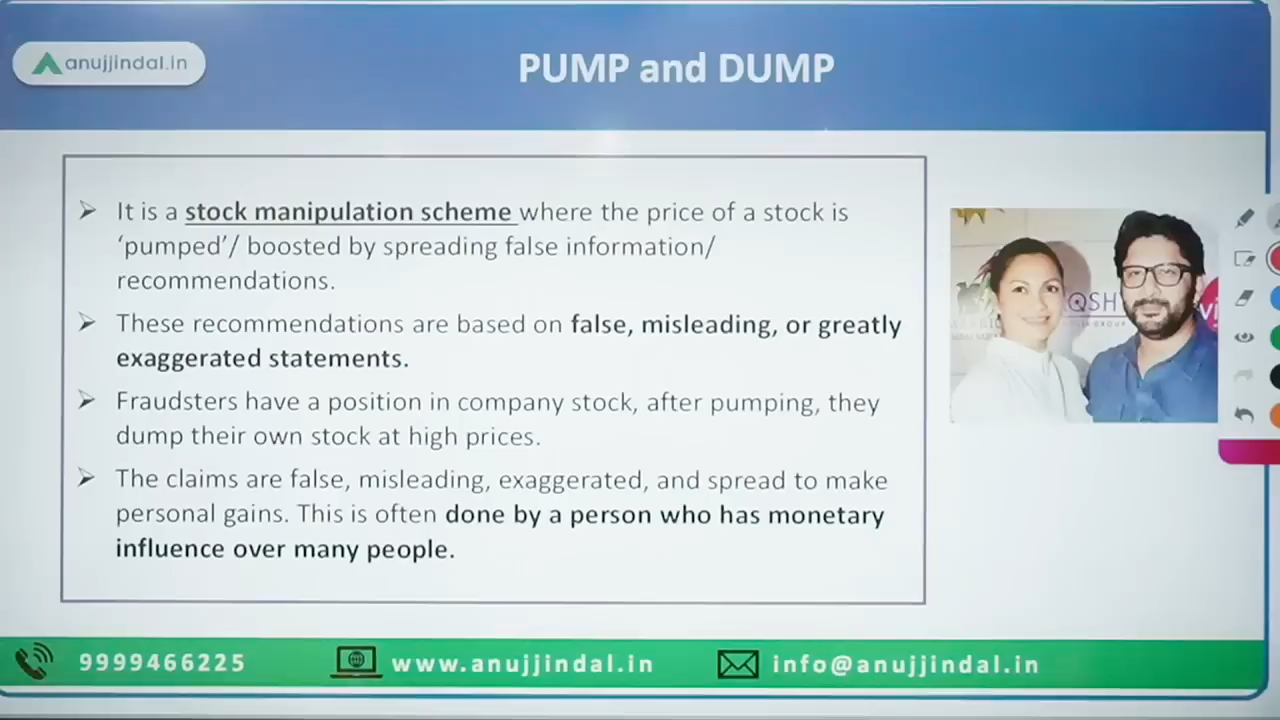 anujjindal.in
PUMP and DUMP
It is a stock manipulation scheme where the price of a stock is
‘pumped’/ boosted by spreading false information/
recommendations.
These recommendations are based on false, misleading, or greatly
exaggerated statements.
Fraudsters have a position in company stock, after pumping, they
dump their own stock at high prices.
The claims are false, misleading, exaggerated, and spread to make
personal gains. This is often done by a person who has monetary
influence over many people.
QSH
GROUP
vi
9999466225
www.anujjindal.in
info@anujjindal.in